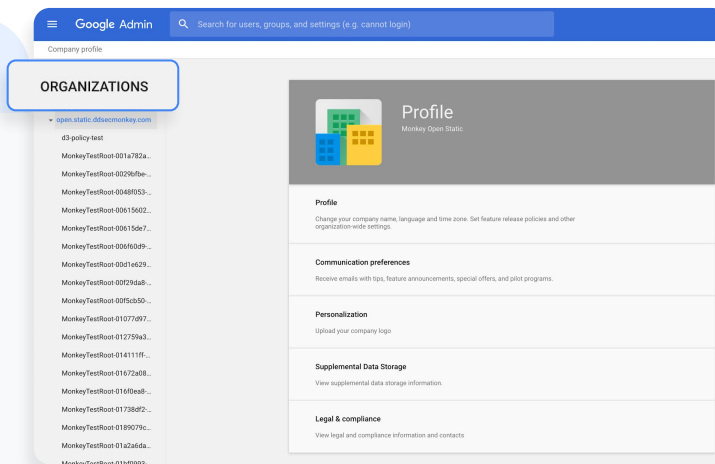 Google Admin
Search for users, groups, and settings (e.g. cannot login)
Company profile
ORGANIZATIONS
open.static.ddsecmonkey.com
d3-policy-test
MonkeyTestRoot-001a782a...
MonkeyTestRoot-0029bfbe-...
MonkeyTestRoot-0048f053-...
MonkeyTestRoot-00615602...
MonkeyTestRoot-00615de7...
MonkeyTestRoot-006f60d9-...
MonkeyTestRoot-00d1e629...
MonkeyTestRoot-00f29da8-...
MonkeyTestRoot-00f5cb50-...
MonkeyTestRoot-01077d97...
MonkeyTestRoot-012759a3...
MonkeyTestRoot-014111ff-...
MonkeyTestRoot-01672a08...
MonkeyTestRoot-016f0ea8-...
MonkeyTestRoot-01738df2-...
MonkeyTestRoot-0189079c...
MonkeyTestRoot-01a2a6da...
MonkeyTestRoot-01bf0993-...
Profile
Monkey Open Static
Profile
Change your company name, language and time zone. Set feature release policies and other
organization-wide settings.
Communication preferences
Receive emails with tips, feature announcements, special offers, and pilot programs.
Personalization
Upload your company logo
Supplemental Data Storage
View supplemental data storage information.
Legal & compliance
View legal and compliance information and contacts